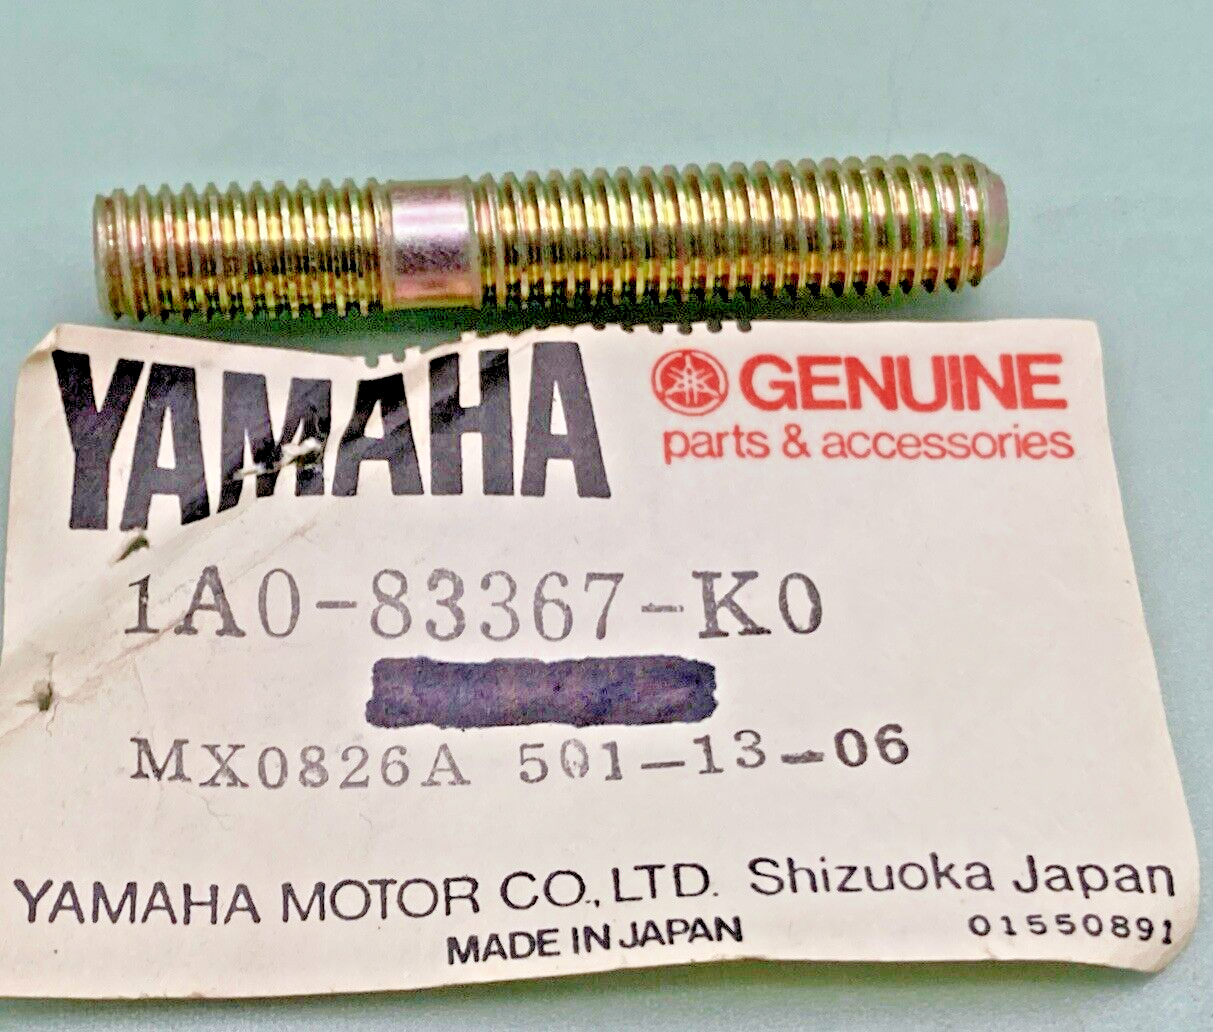 YAMAHA
GENUINE
parts & accessories
1A0-83367-K0
MX0826A 501-13-06
YAMAHA MOTOR CO., LTD. Shizuoka Japan
MADE IN JAPAN
01550891